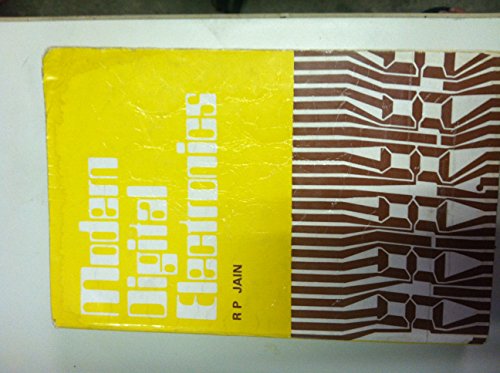 Modern
Digital
Electronics
R P JAIN